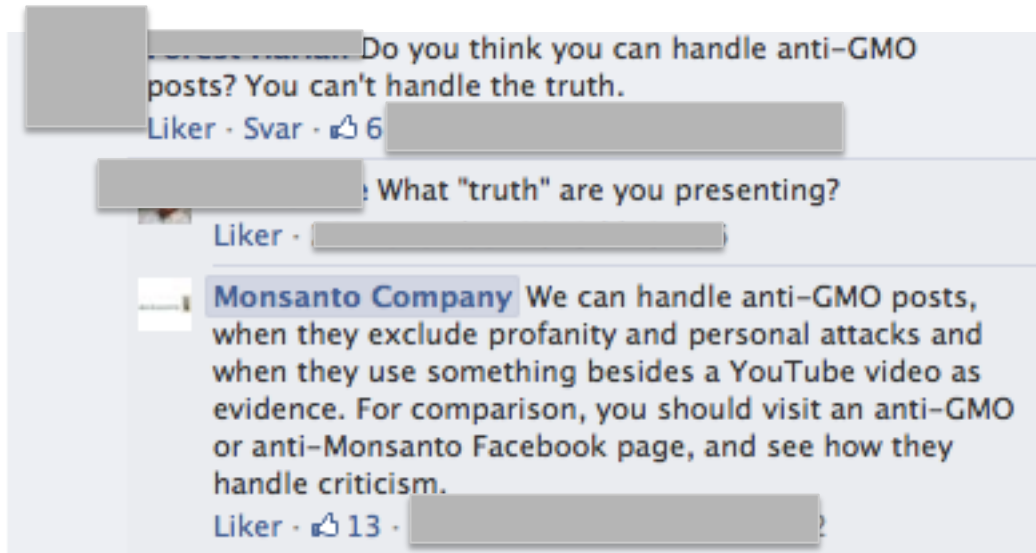 Do you think you can handle anti-GMO
posts? You can't handle the truth.
Liker · Svar · 6
What "truth" are you presenting?
Liker ·
Monsanto Company We can handle anti-GMO posts,
when they exclude profanity and personal attacks and
when they use something besides a YouTube video as
evidence. For comparison, you should visit an anti-GMO
or anti-Monsanto Facebook page, and see how they
handle criticism.
Liker · 13 ·